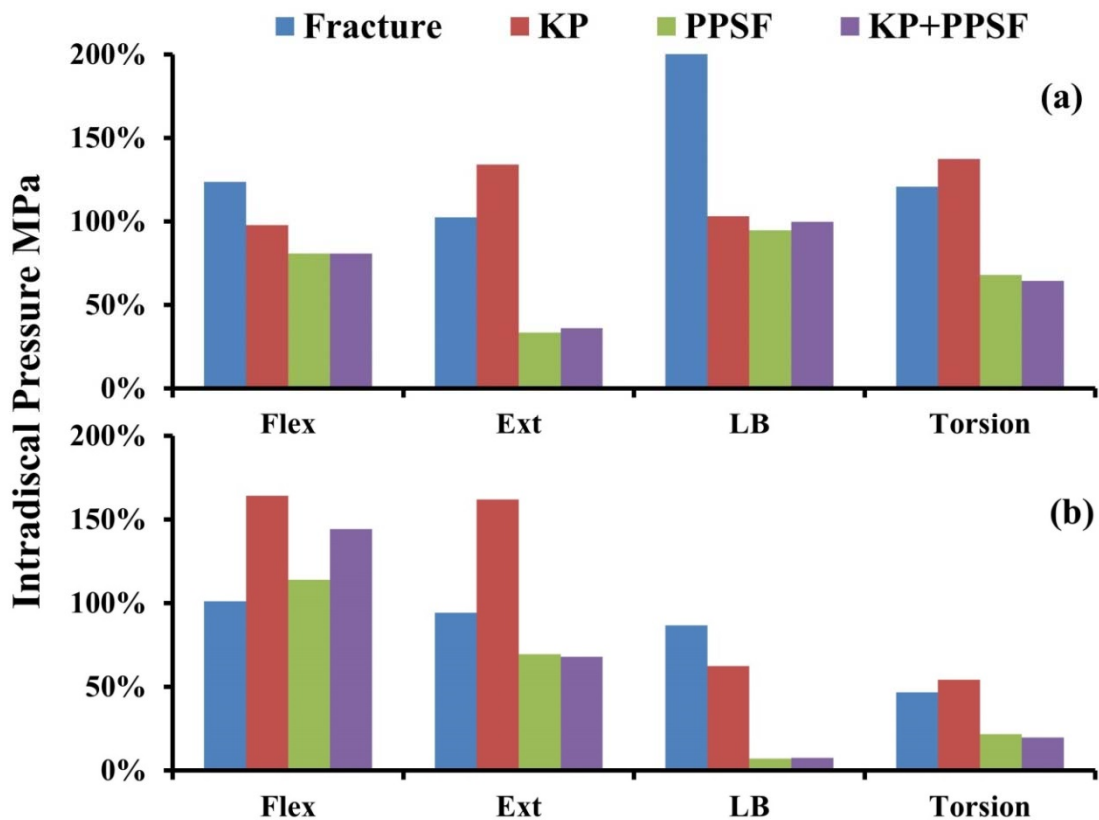 Fracture KP PPSF KP+PPSF
Intradiscal Pressure MPa
200%
(a)
150%
100%
50%
0%
Flex Ext LB Torsion
200%
(b)
150%
100%
50%
0%
Flex Ext LB Torsion